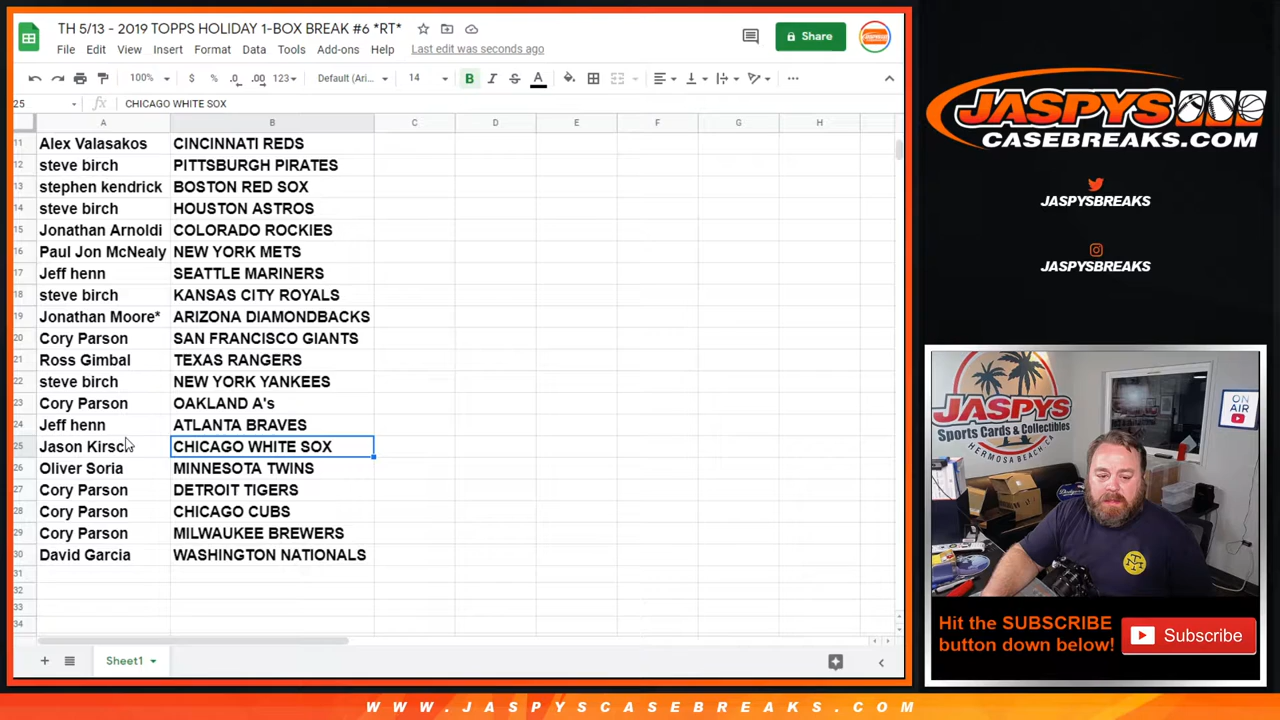 TH 5/13 - 2019 TOPPS HOLIDAY 1-BOX BREAK #6 *RT*
File Edit View Insert Format Data Tools Add-ons Help Last edit was seconds ago
Share
100% $ % .0 .00 123 Default (Ari... 14 B I S A
25 fx CHICAGO WHITE SOX
A B C D E F G H
11 Alex Valasakos CINCINNATI REDS
12 steve birch PITTSBURGH PIRATES
13 stephen kendrick BOSTON RED SOX
14 steve birch HOUSTON ASTROS
15 Jonathan Arnoldi COLORADO ROCKIES
16 Paul Jon McNealy NEW YORK METS
17 Jeff henn SEATTLE MARINERS
18 steve birch KANSAS CITY ROYALS
19 Jonathan Moore* ARIZONA DIAMONDBACKS
20 Cory Parson SAN FRANCISCO GIANTS
21 Ross Gimbal TEXAS RANGERS
22 steve birch NEW YORK YANKEES
23 Cory Parson OAKLAND A's
24 Jeff henn ATLANTA BRAVES
25 Jason CHICAGO WHITE SOX
26 Oliver Soria MINNESOTA TWINS
27 Cory Parson DETROIT TIGERS
28 Cory Parson CHICAGO CUBS
29 Cory Parson MILWAUKEE BREWERS
30 David Garcia WASHINGTON NATIONALS
31
32
33
34
Sheet1
JASPYS
CASEBREAKS.COM
JASPYSBREAKS
JASPYSBREAKS
JASPYS
Sports Cards & Collectibles
HERMOSA BEACH, CA
ON AIR
Dodgers
Hit the SUBSCRIBE
button down below!
Subscribe
WWW.JASPYSCASEBREAKS.COM